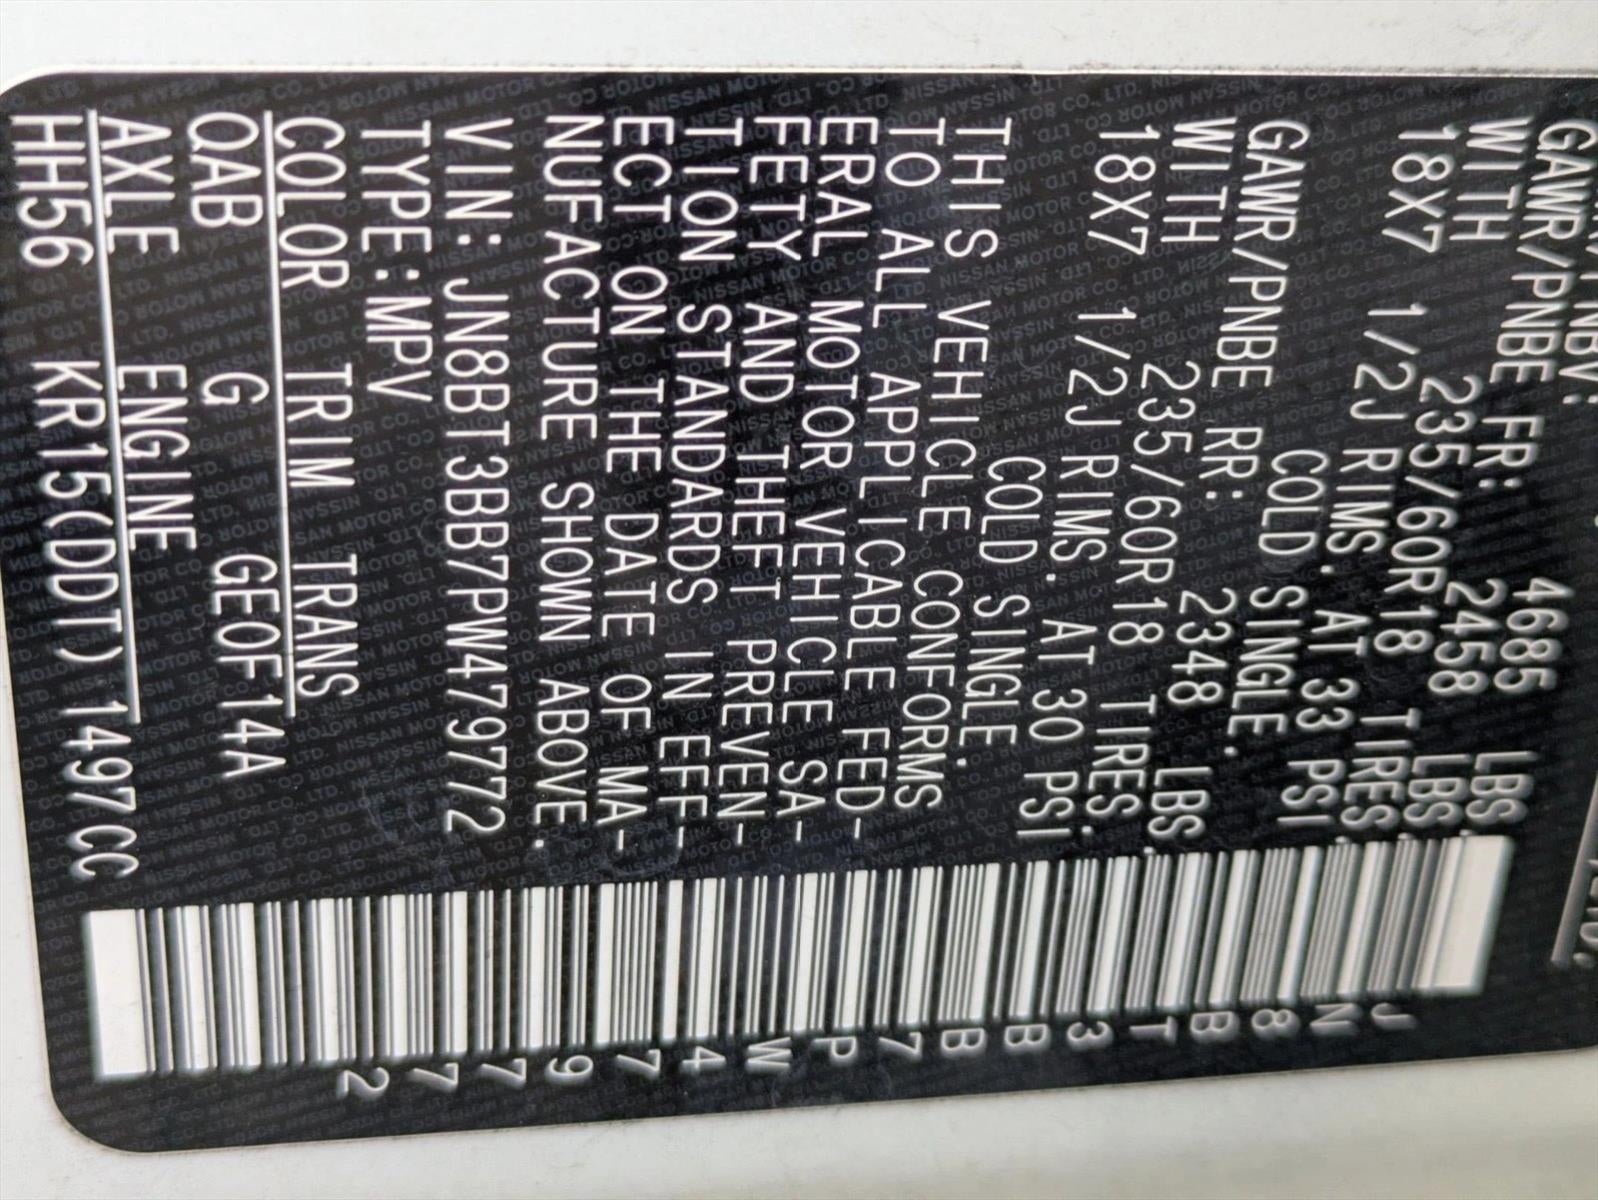 4685 LBS.
GAWR/PNBE FR: 2458 LBS.
WITH 235/60R18 TIRES
18X7 1/2J RIMS. AT 33 PSI
COLD SINGLE.
GAWR/PNBE RR: 2348 LBS
WITH 235/60R18 TIRES.
18X7 1/2J RIMS. AT 30 PSI.
COLD SINGLE.
THIS VEHICLE CONFORMS
TO ALL APPLICABLE FED-
ERAL MOTOR VEHICLE SA-
FETY AND THEFT PREVEN-
TION STANDARDS IN EFF-
ECT ON THE DATE OF MA-
NUFACTURE SHOWN ABOVE.
VIN: JN8BT3BB7PW479772
TYPE:MPV
COLOR TRIM TRANS
QAB G GE0F14A
AXLE ENGINE
HH56 KR15(DDT) 1497CC
JN8BT3BB7PW479772